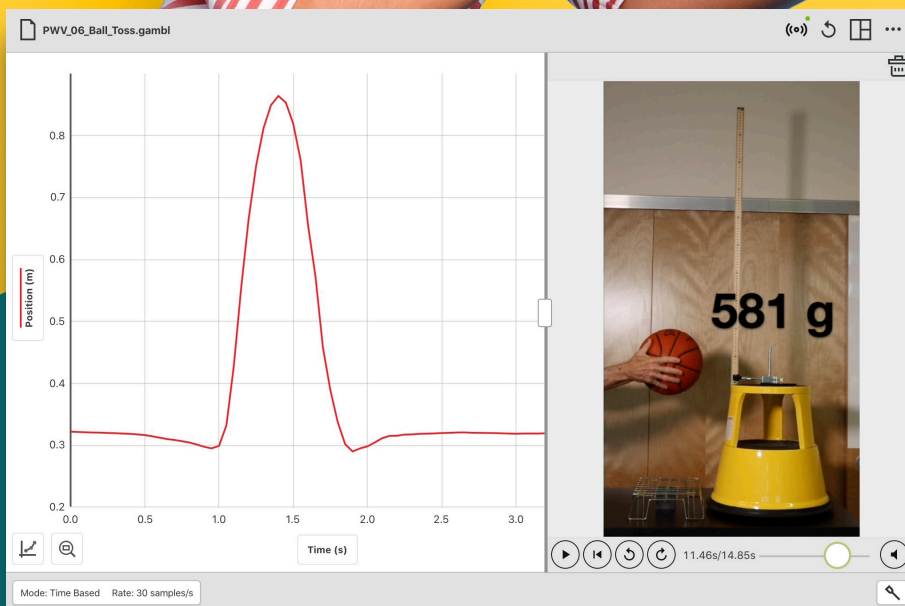 PWV_06_Ball_Toss.gambl
0.8
0.7
0.6
0.5
0.4
0.3
0.2
Position (m)
0.0 0.5 1.0 1.5 2.0 2.5 3.0
Time (s)
581 g
11.46s/14.85s
Mode: Time Based Rate: 30 samples/s